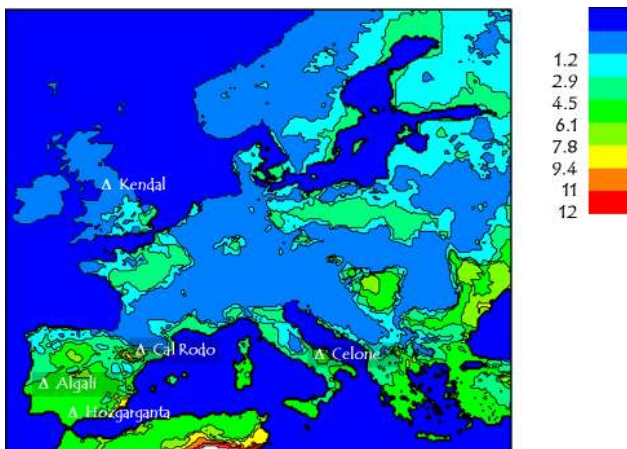 1.2
2.9
4.5
6.1
7.8
9.4
11
12
Δ Kendal
Δ Cal Rodo
Δ Celone
Δ Algali
Δ Hozgarganta